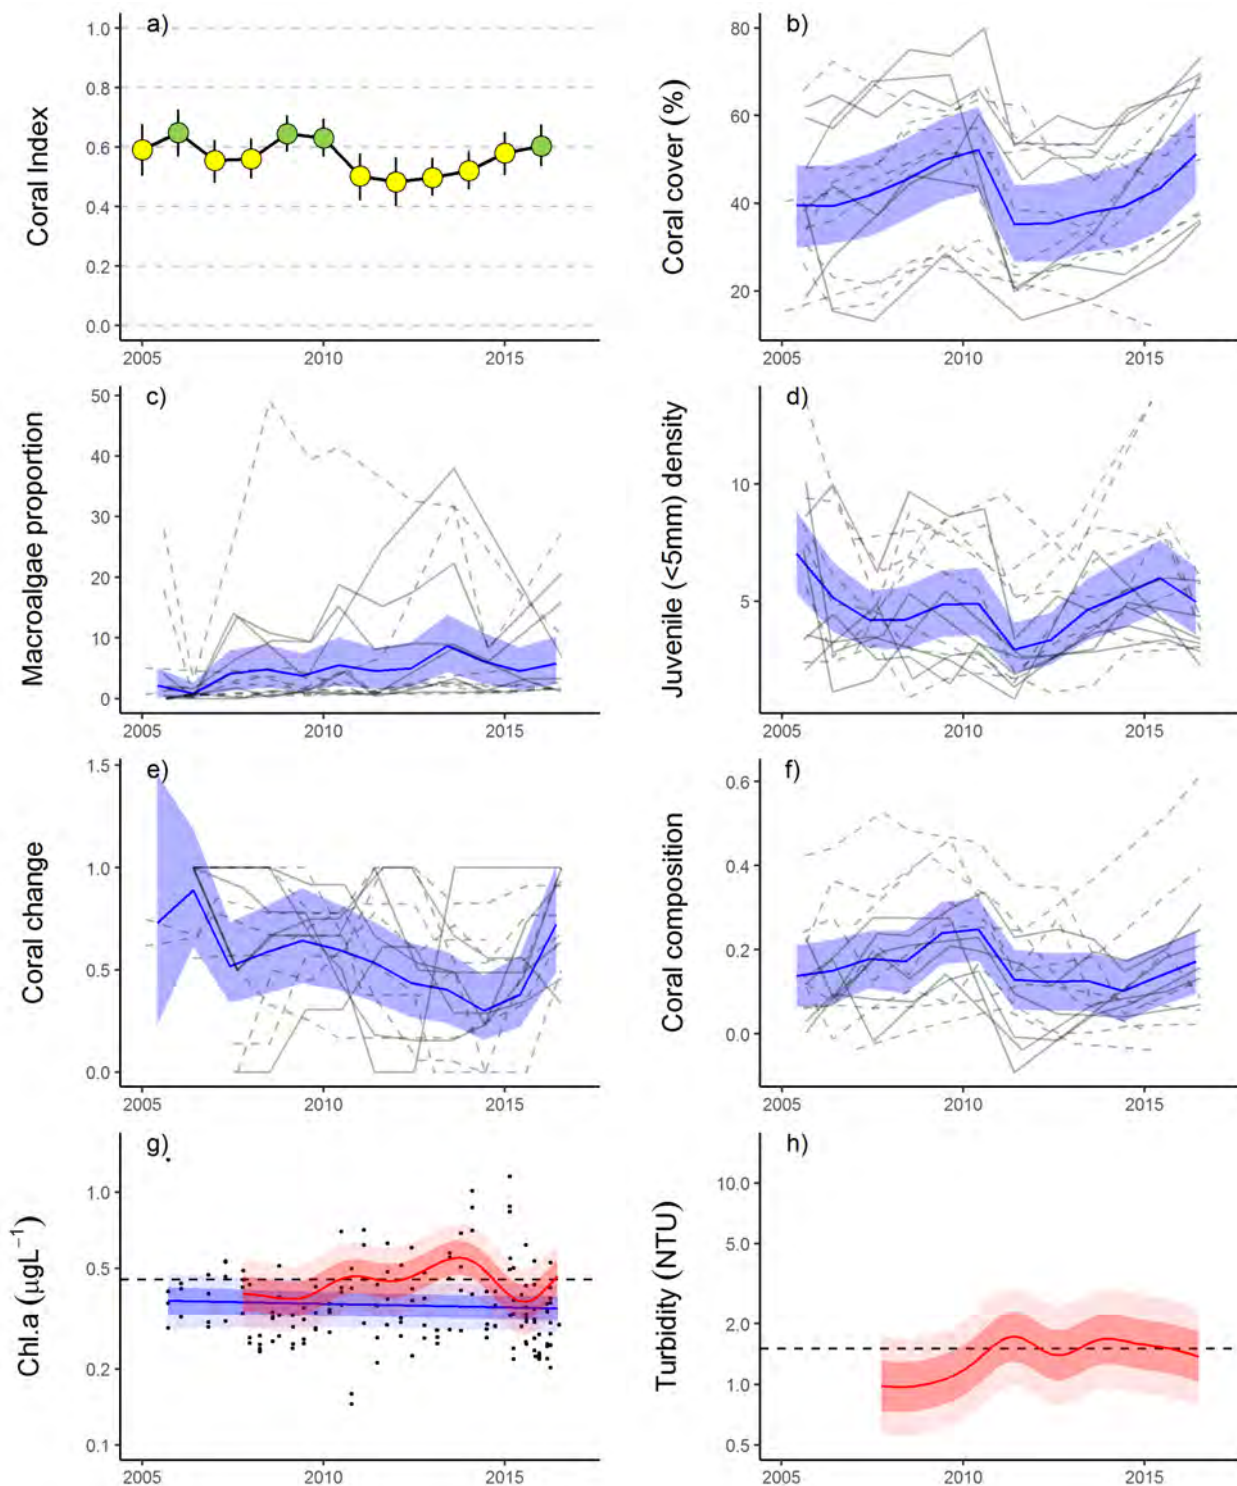 a)
Coral Index
1.0
0.8
0.6
0.4
0.2
0.0
2005 2010 2015
b)
Coral cover (%)
80
60
40
20
2005 2010 2015
c)
Macroalgae proportion
50
40
30
20
10
0
2005 2010 2015
d)
Juvenile (<5mm) density
10
5
2005 2010 2015
e)
Coral change
1.5
1.0
0.5
0.0
2005 2010 2015
f)
Coral composition
0.6
0.4
0.2
0.0
2005 2010 2015
g)
Chl.a (µgL⁻¹)
1.0
0.5
0.2
0.1
2005 2010 2015
h)
Turbidity (NTU)
10.0
5.0
2.0
1.0
0.5
2005 2010 2015